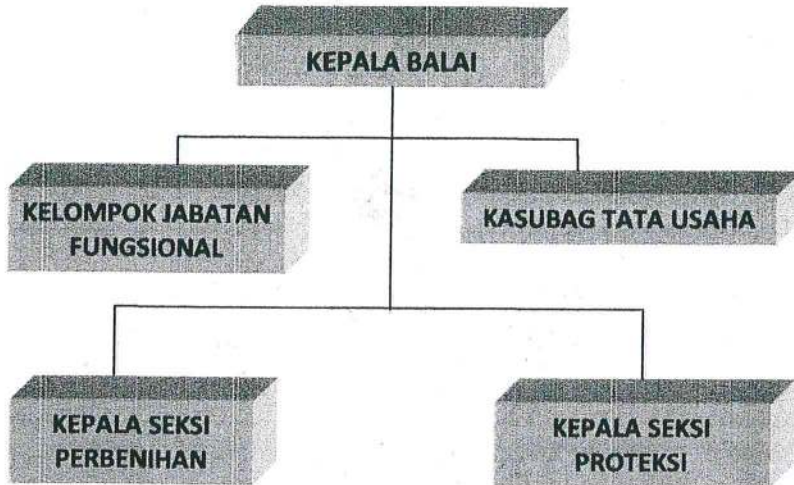 KEPALA BALAI
KELOMPOK JABATAN
FUNGSIONAL
KASUBAG TATA USAHA
KEPALA SEKSI
PERBENIHAN
KEPALA SEKSI
PROTEKSI